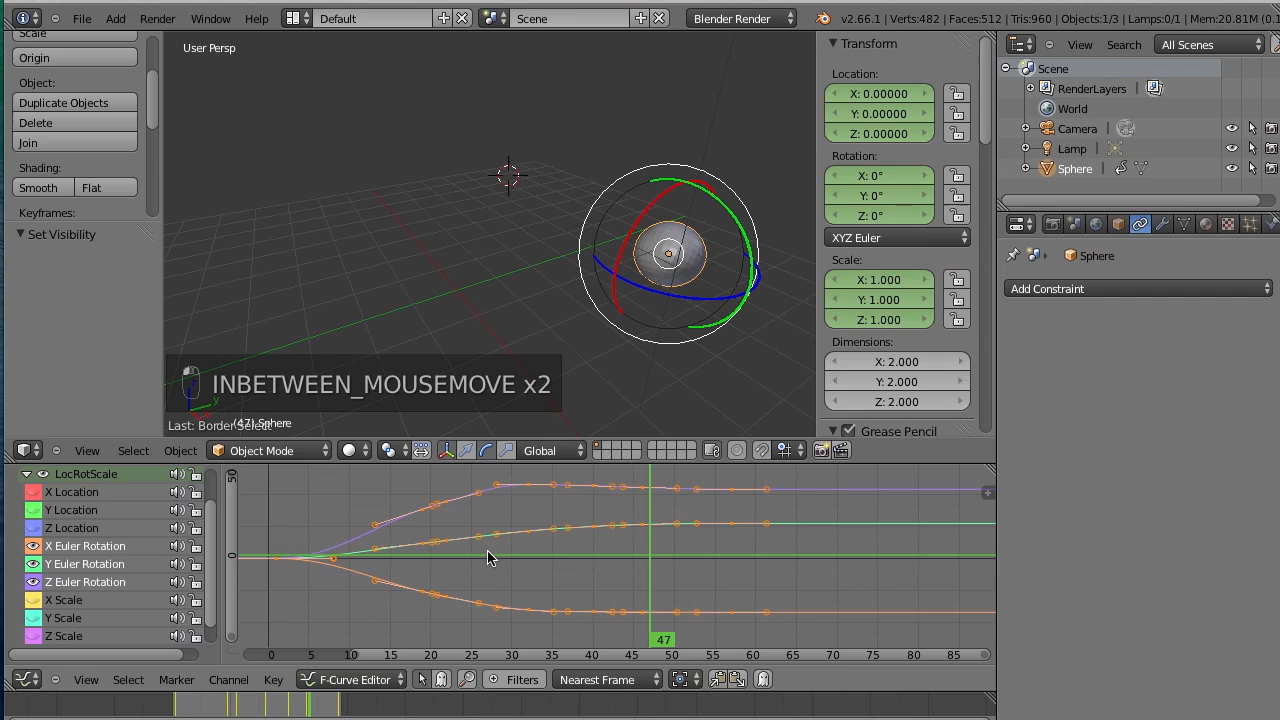 File Add Render Window Help Default Scene Blender Render v2.66.1 | Verts:482 | Faces:512 | Tris:960 | Objects:1/3 | Lamps:0/1 | Mem:20.81M (0.1
Scale
Origin
Object:
Duplicate Objects
Delete
Join
Shading:
Smooth Flat
Keyframes:
Set Visibility
User Persp
INBETWEEN_MOUSEMOVE x2
y
(47) Sphere
Transform
Location:
X: 0.00000
Y: 0.00000
Z: 0.00000
Rotation:
X: 0°
Y: 0°
Z: 0°
XYZ Euler
Scale:
X: 1.000
Y: 1.000
Z: 1.000
Dimensions:
X: 2.000
Y: 2.000
Z: 2.000
Grease Pencil
View Search All Scenes
Scene
RenderLayers
World
Camera
Lamp
Sphere
Sphere
Add Constraint
View Select Object Object Mode Global
LocRotScale
X Location
Y Location
Z Location
X Euler Rotation
Y Euler Rotation
Z Euler Rotation
X Scale
Y Scale
Z Scale
50
0
47
0 5 10 15 20 25 30 35 40 45 50 55 60 65 70 75 80 85
View Select Marker Channel Key F-Curve Editor Filters Nearest Frame